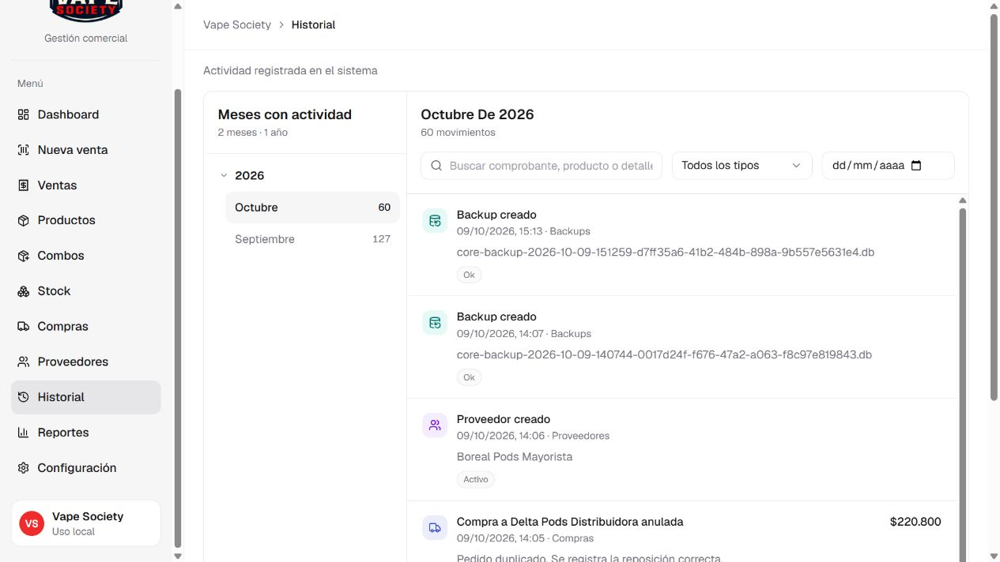 SOCIETY
Gestión comercial
Menú
Dashboard
Nueva venta
Ventas
Productos
Combos
Stock
Compras
Proveedores
Historial
Reportes
Configuración
VS
Vape Society
Uso local
Vape Society > Historial
Actividad registrada en el sistema
Meses con actividad
2 meses · 1 año
2026
Octubre 60
Septiembre 127
Octubre De 2026
60 movimientos
Buscar comprobante, producto o detalle
Todos los tipos
dd/mm/aaaa
Backup creado
09/10/2026, 15:13 · Backups
core-backup-2026-10-09-151259-d7ff35a6-41b2-484b-898a-9b557e5631e4.db
Ok
Backup creado
09/10/2026, 14:07 · Backups
core-backup-2026-10-09-140744-0017d24f-f676-47a2-a063-f8c97e819843.db
Ok
Proveedor creado
09/10/2026, 14:06 · Proveedores
Boreal Pods Mayorista
Activo
Compra a Delta Pods Distribuidora anulada $220.800
09/10/2026, 14:05 · Compras
Pedido duplicado. Se registra la reposición correcta.